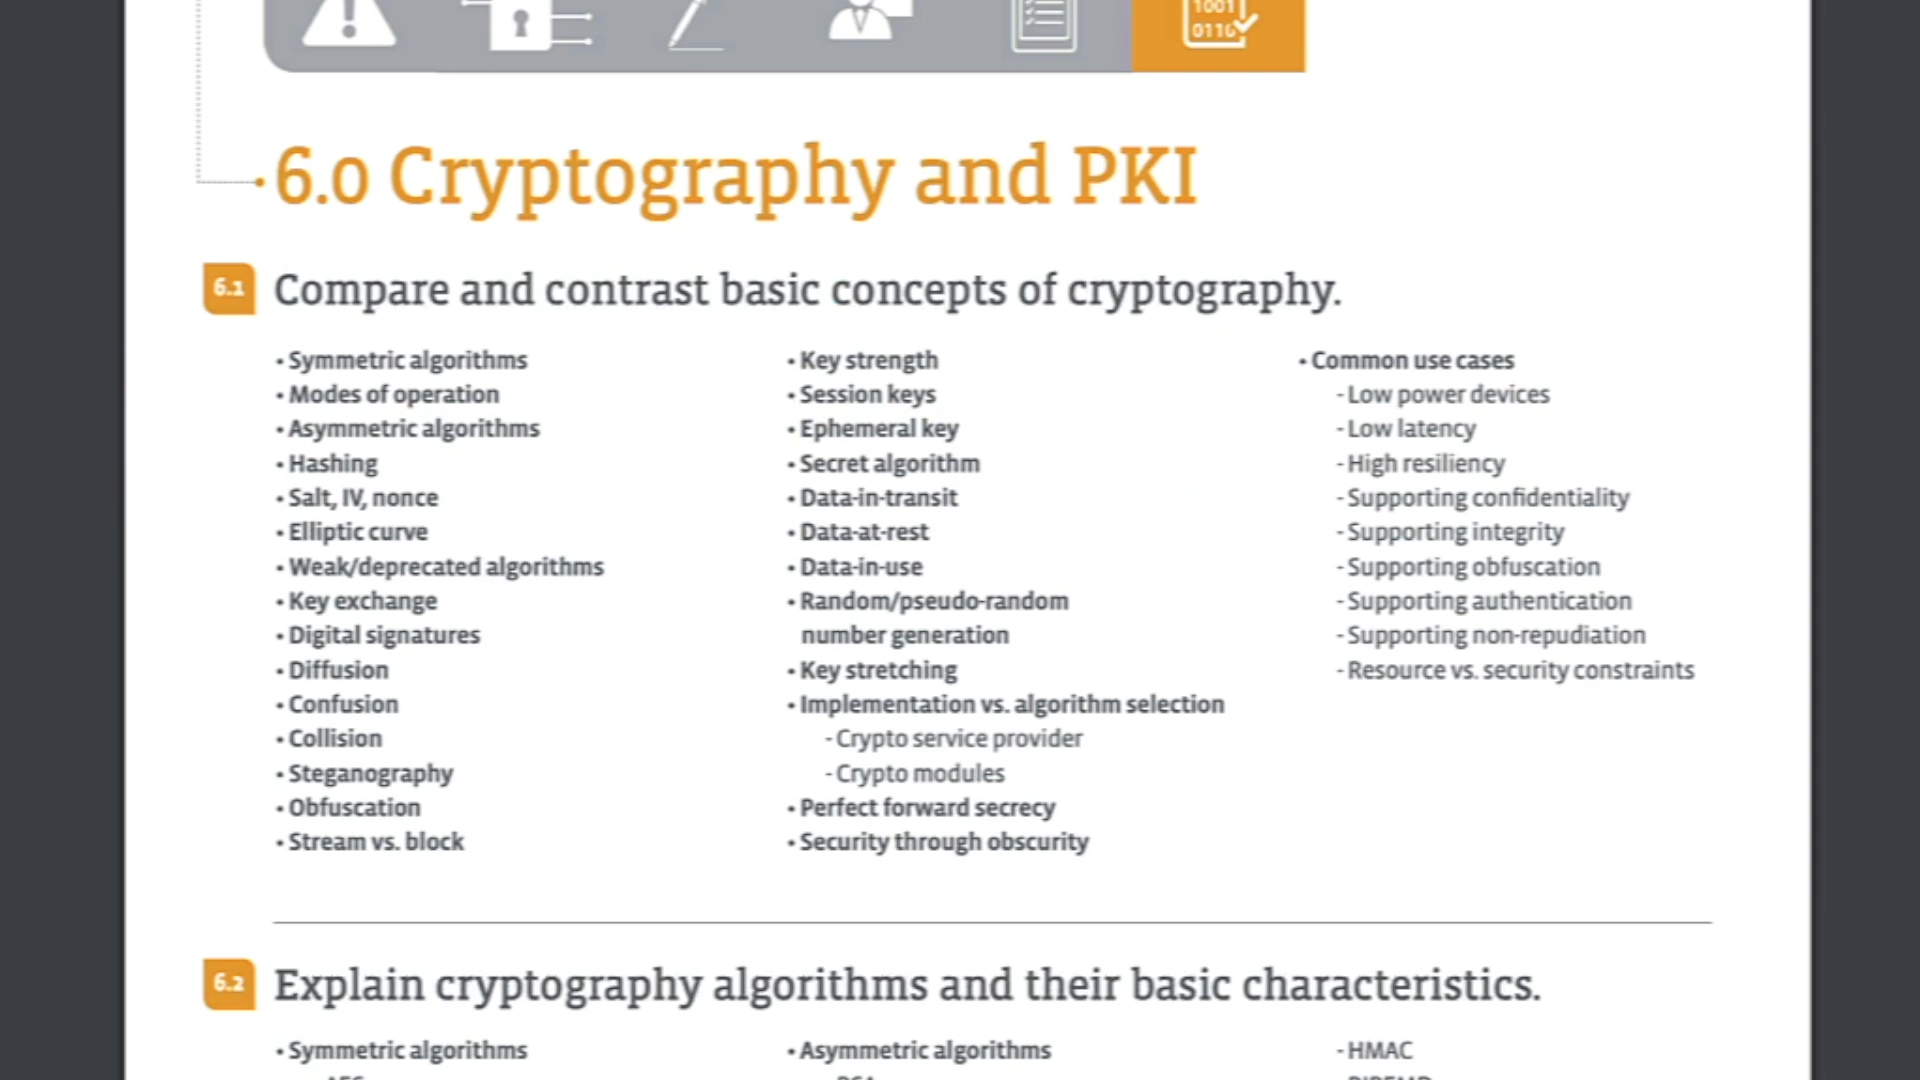 1001
0110
6.0 Cryptography and PKI
6.1 Compare and contrast basic concepts of cryptography.
• Symmetric algorithms
• Modes of operation
• Asymmetric algorithms
• Hashing
• Salt, IV, nonce
• Elliptic curve
• Weak/deprecated algorithms
• Key exchange
• Digital signatures
• Diffusion
• Confusion
• Collision
• Steganography
• Obfuscation
• Stream vs. block
• Key strength
• Session keys
• Ephemeral key
• Secret algorithm
• Data-in-transit
• Data-at-rest
• Data-in-use
• Random/pseudo-random
number generation
• Key stretching
• Implementation vs. algorithm selection
- Crypto service provider
- Crypto modules
• Perfect forward secrecy
• Security through obscurity
• Common use cases
- Low power devices
- Low latency
- High resiliency
- Supporting confidentiality
- Supporting integrity
- Supporting obfuscation
- Supporting authentication
- Supporting non-repudiation
- Resource vs. security constraints
6.2 Explain cryptography algorithms and their basic characteristics.
• Symmetric algorithms
• Asymmetric algorithms
- HMAC